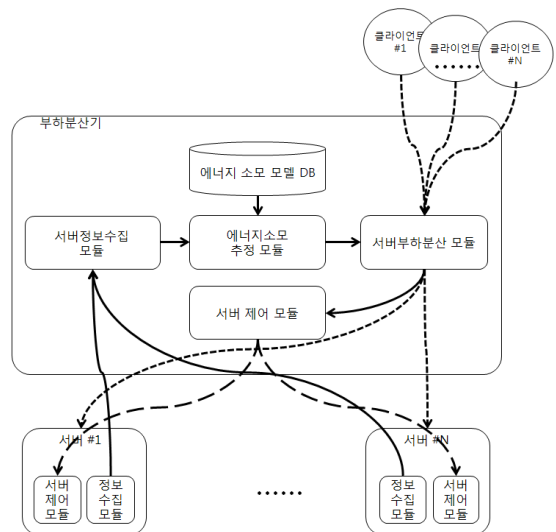 클라이언트
#1
클라이언트
......
클라이언트
#N
부하분산기
에너지 소모 모델 DB
서버정보수집
모듈
에너지소모
추정 모듈
서버부하분산 모듈
서버 제어 모듈
서버 #1
서버
제어
모듈
정보
수집
모듈
......
서버 #N
정보
수집
모듈
서버
제어
모듈